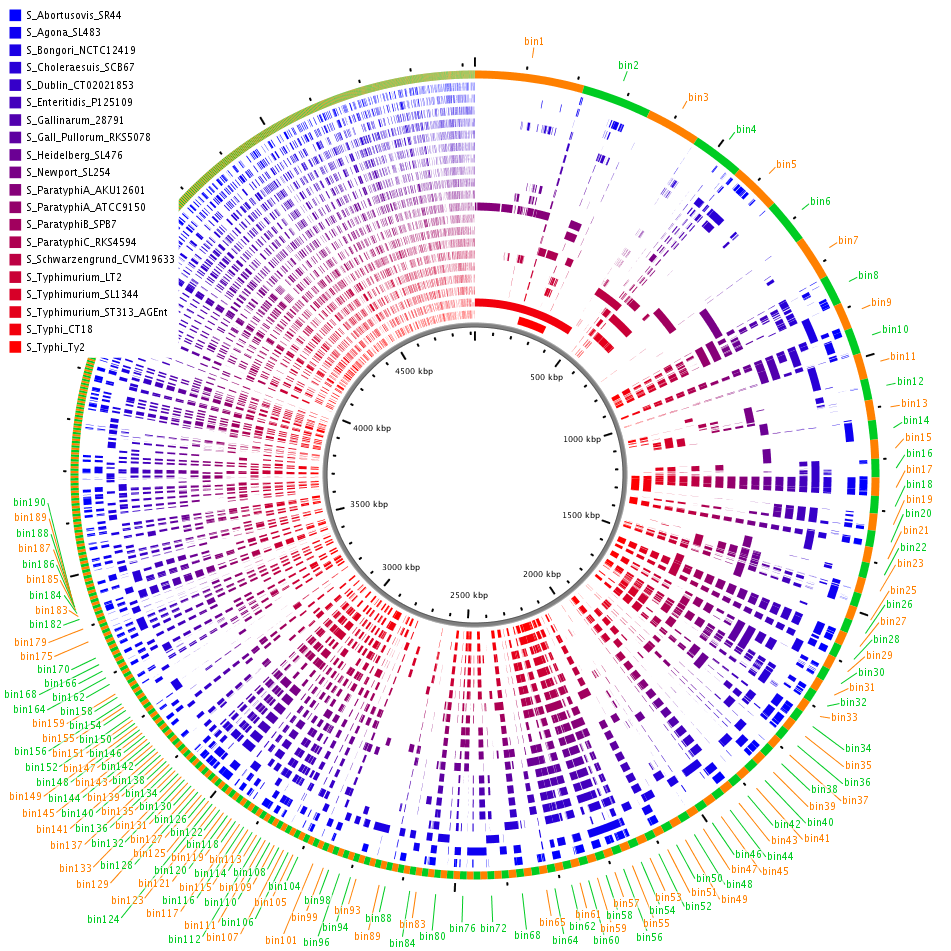 S_Abortusovis_SR44
S_Agona_SL483
S_Bongori_NCTC12419
S_Choleraesuis_SCB67
S_Dublin_CT02021853
S_Enteritidis_P125109
S_Gallinarum_28791
S_Gall_Pullorum_RKS5078
S_Heidelberg_SL476
S_Newport_SL254
S_ParatyphiA_AKU12601
S_ParatyphiA_ATCC9150
S_ParatyphiB_SPB7
S_ParatyphiC_RKS4594
S_Schwarzengrund_CVM19633
S_Typhimurium_LT2
S_Typhimurium_SL1344
S_Typhimurium_ST313_AGEnt
S_Typhi_CT18
S_Typhi_Ty2
bin1
bin2
bin3
bin4
bin5
bin6
bin7
bin8
bin9
bin10
bin11
bin12
bin13
bin14
bin15
bin16
bin17
bin18
bin19
bin20
bin21
bin22
bin23
bin25
bin26
bin27
bin28
bin29
bin30
bin31
bin32
bin33
bin34
bin35
bin36
bin37
bin38
bin39
bin40
bin41
bin42
bin43
bin44
bin45
bin46
bin47
bin48
bin49
bin50
bin51
bin52
bin53
bin54
bin55
bin56
bin57
bin58
bin59
bin60
bin61
bin62
bin64
bin65
bin68
bin72
bin76
bin80
bin83
bin84
bin88
bin89
bin93
bin94
bin96
bin98
bin99
bin101
bin104
bin105
bin106
bin107
bin108
bin109
bin110
bin111
bin112
bin113
bin114
bin115
bin116
bin117
bin118
bin119
bin120
bin121
bin122
bin123
bin124
bin125
bin126
bin127
bin128
bin129
bin130
bin131
bin132
bin133
bin134
bin135
bin136
bin137
bin138
bin139
bin140
bin141
bin142
bin143
bin144
bin145
bin146
bin147
bin148
bin149
bin150
bin151
bin152
bin154
bin155
bin156
bin158
bin159
bin162
bin164
bin166
bin168
bin170
bin175
bin179
bin182
bin183
bin184
bin185
bin186
bin187
bin188
bin189
bin190
500 kbp
1000 kbp
1500 kbp
2000 kbp
2500 kbp
3000 kbp
3500 kbp
4000 kbp
4500 kbp